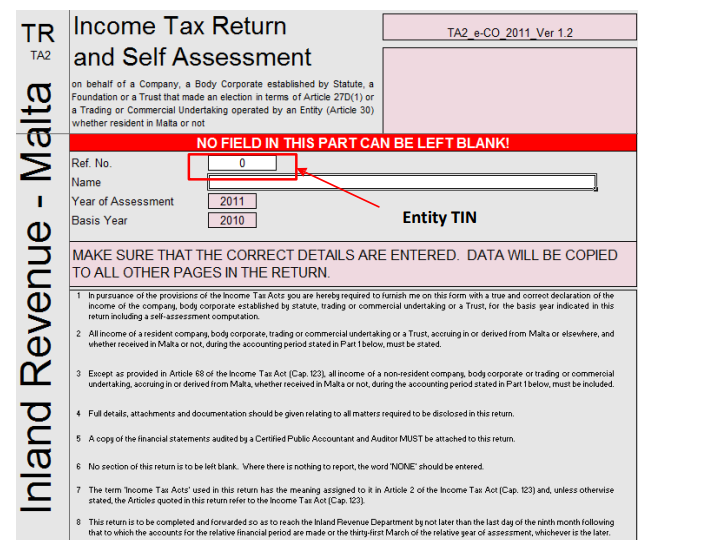 TR
TA2
Inland Revenue - Malta
Income Tax Return
and Self Assessment
TA2_e-CO_2011_Ver 1.2
on behalf of a Company, a Body Corporate established by Statute, a
Foundation or a Trust that made an election in terms of Article 27D(1) or
a Trading or Commercial Undertaking operated by an Entity (Article 30)
whether resident in Malta or not
NO FIELD IN THIS PART CAN BE LEFT BLANK!
Ref. No. 0
Name
Year of Assessment 2011
Basis Year 2010
Entity TIN
MAKE SURE THAT THE CORRECT DETAILS ARE ENTERED. DATA WILL BE COPIED
TO ALL OTHER PAGES IN THE RETURN.
1 In pursuance of the provisions of the Income Tax Acts you are hereby required to furnish me on this form with a true and correct declaration of the
income of the company, body corporate established by statute, trading or commercial undertaking or a Trust, for the basis year indicated in this
return including a self-assessment computation.
2 All income of a resident company, body corporate, trading or commercial undertaking or a Trust, accruing in or derived from Malta or elsewhere, and
whether received in Malta or not, during the accounting period stated in Part 1 below, must be stated.
3 Except as provided in Article 68 of the Income Tax Act (Cap. 123), all income of a non-resident company, body corporate or trading or commercial
undertaking, accruing in or derived from Malta, whether received in Malta or not, during the accounting period stated in Part 1 below, must be included.
4 Full details, attachments and documentation should be given relating to all matters required to be disclosed in this return.
5 A copy of the financial statements audited by a Certified Public Accountant and Auditor MUST be attached to this return.
6 No section of this return is to be left blank. Where there is nothing to report, the word 'NONE' should be entered.
7 The term 'Income Tax Acts' used in this return has the meaning assigned to it in Article 2 of the Income Tax Act (Cap. 123) and, unless otherwise
stated, the Articles quoted in this return refer to the Income Tax Act (Cap. 123).
8 This return is to be completed and forwarded so as to reach the Inland Revenue Department by not later than the last day of the ninth month following
that to which the accounts for the relative financial period are made or the thirty-first March of the relative year of assessment, whichever is the later.